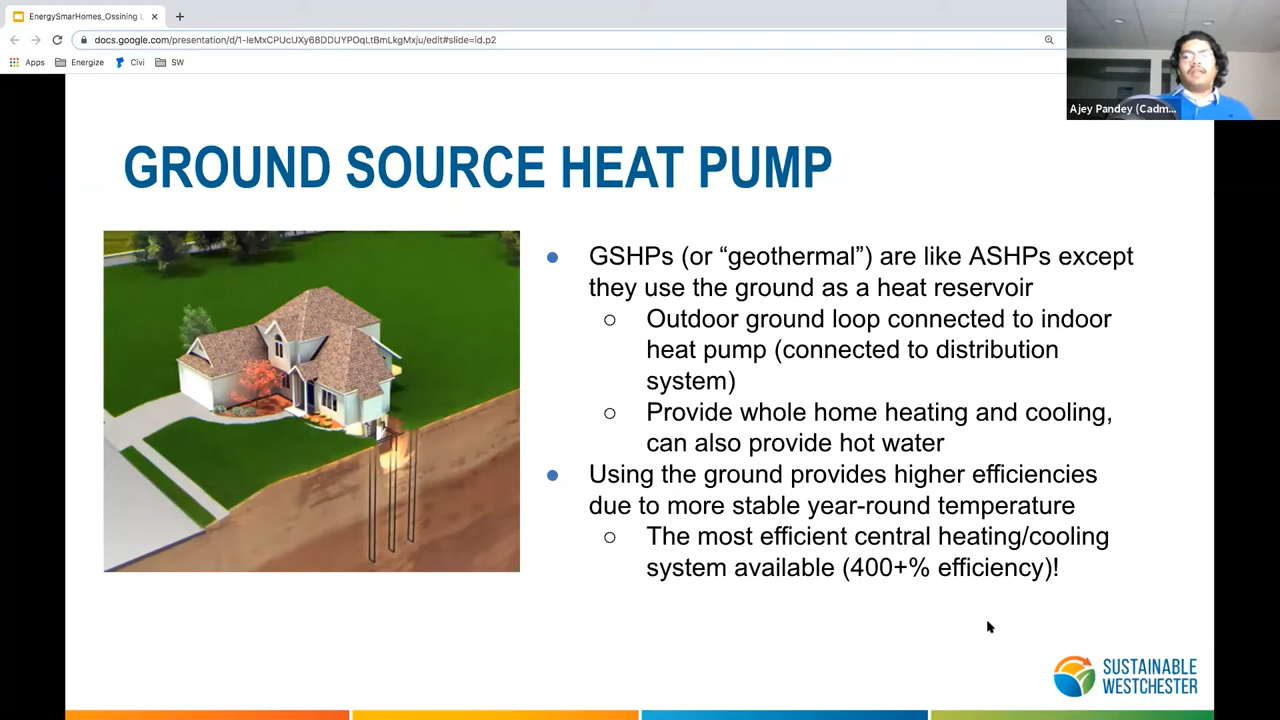 EnergySmarHomes_Ossining L
docs.google.com/presentation/d/1-IeMxCPUcUXy68DDUYPOqLtBmLkgMxju/edit#slide=id.p2
Apps
Energize
Civi
SW
Ajey Pandey (Cadm...
GROUND SOURCE HEAT PUMP
● GSHPs (or “geothermal”) are like ASHPs except
they use the ground as a heat reservoir
○ Outdoor ground loop connected to indoor
heat pump (connected to distribution
system)
○ Provide whole home heating and cooling,
can also provide hot water
● Using the ground provides higher efficiencies
due to more stable year-round temperature
○ The most efficient central heating/cooling
system available (400+% efficiency)!
SUSTAINABLE
WESTCHESTER